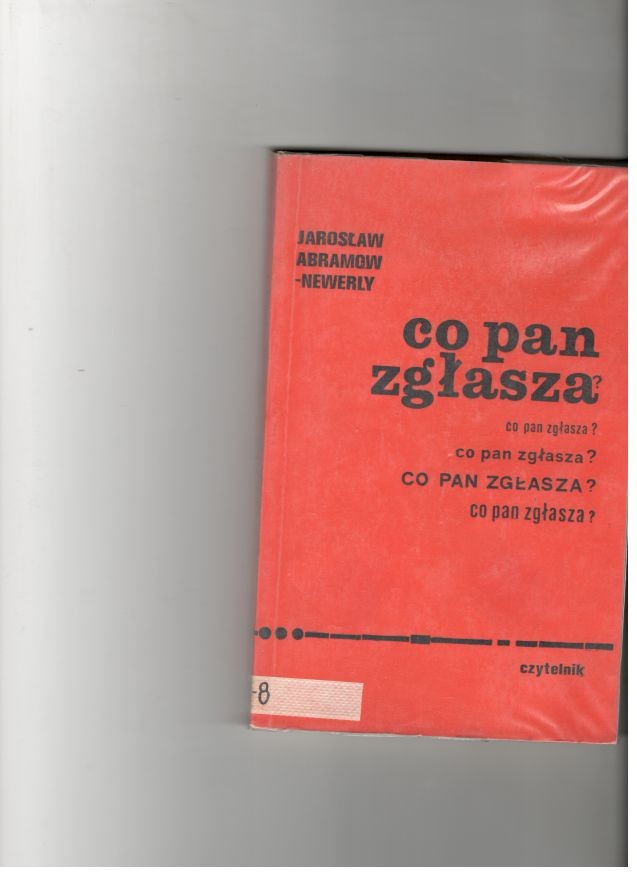 JAROSŁAW
ABRAMOW
-NEWERLY
co pan
zgłasza?
co pan zgłasza?
co pan zgłasza?
CO PAN ZGŁASZA?
co pan zgłasza?
czytelnik
-8